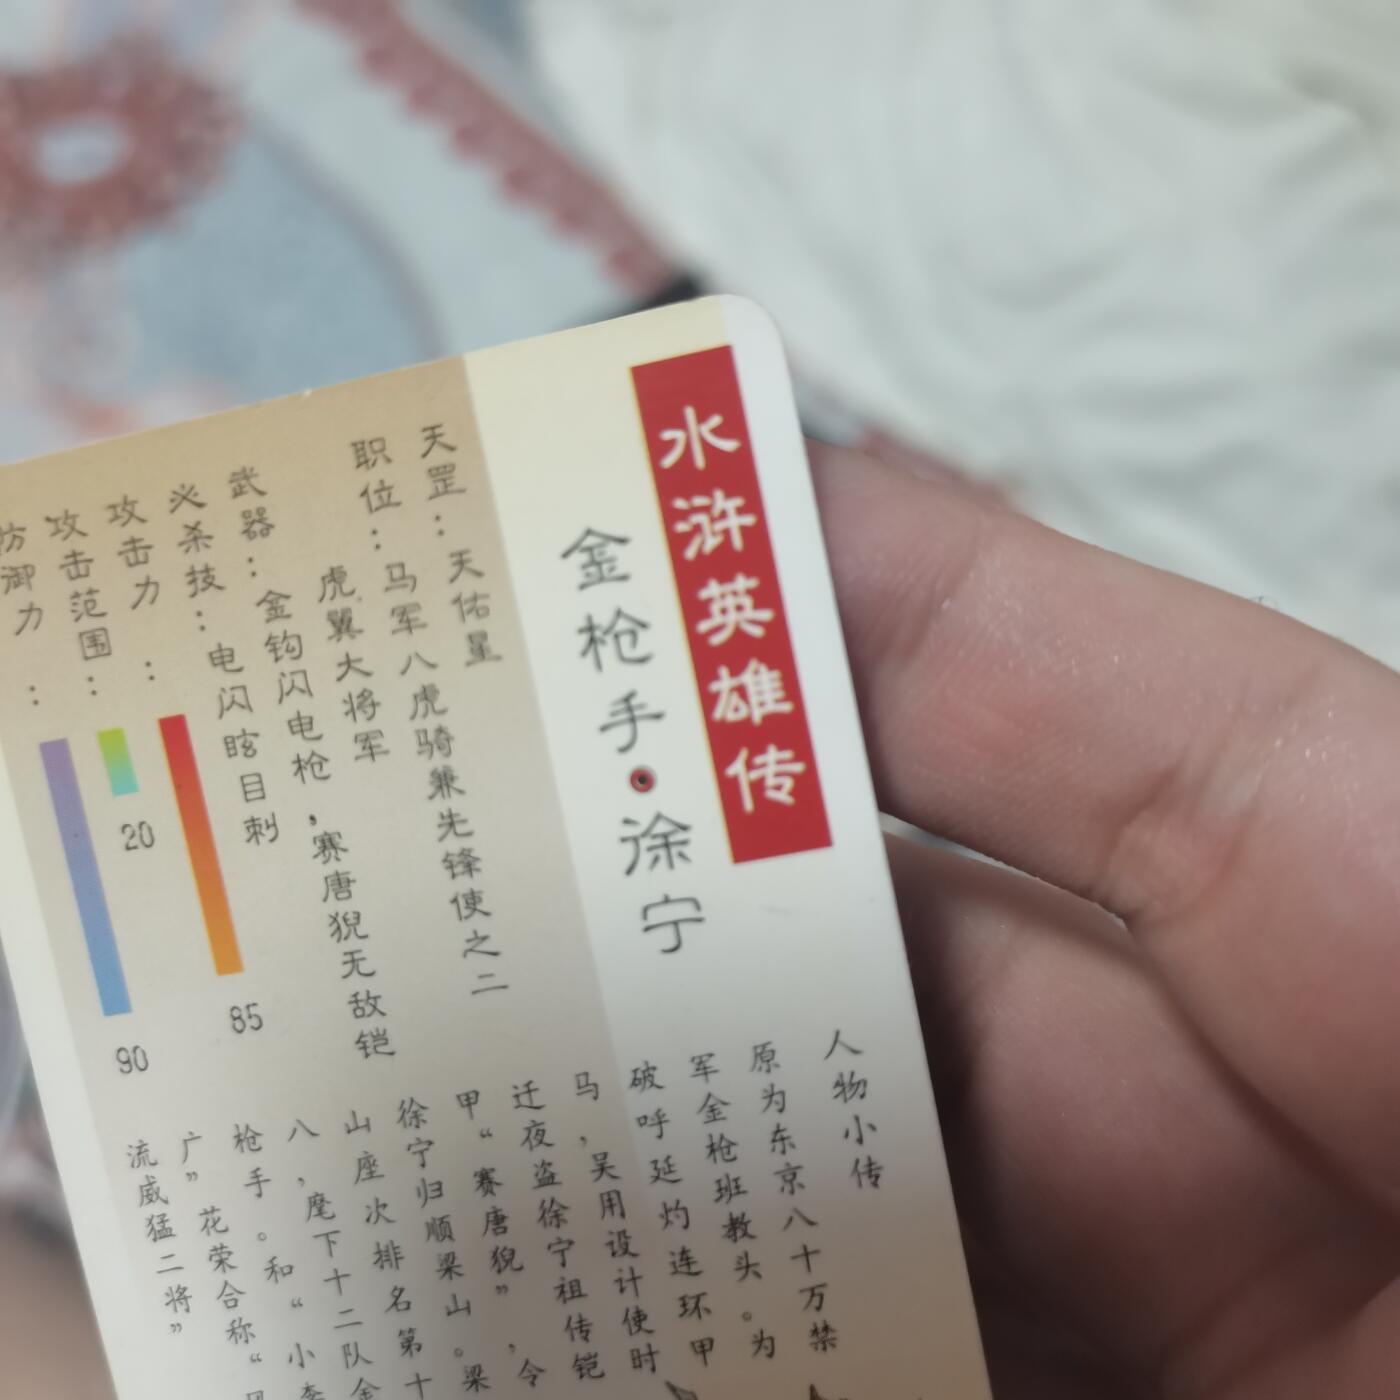 水浒英雄传
金枪手·徐宁
天罡：天佑星
职位：马军八虎骑兼先锋使之二
虎翼大将军
武器：金钩闪电枪，赛唐猊无敌铠
必杀技：电闪眩目刺
攻击力：
85
攻击范围：
20
防御力：
90
人物小传
原为东京八十万禁
军金枪班教头。为
破呼延灼连环甲
马，吴用设计使时
迁夜盗徐宁祖传铠
甲“赛唐猊”，令
徐宁归顺梁山。梁
山座次排名第十
八，麾下十二队金
枪手。和“小李
广”花荣合称“
流威猛二将”